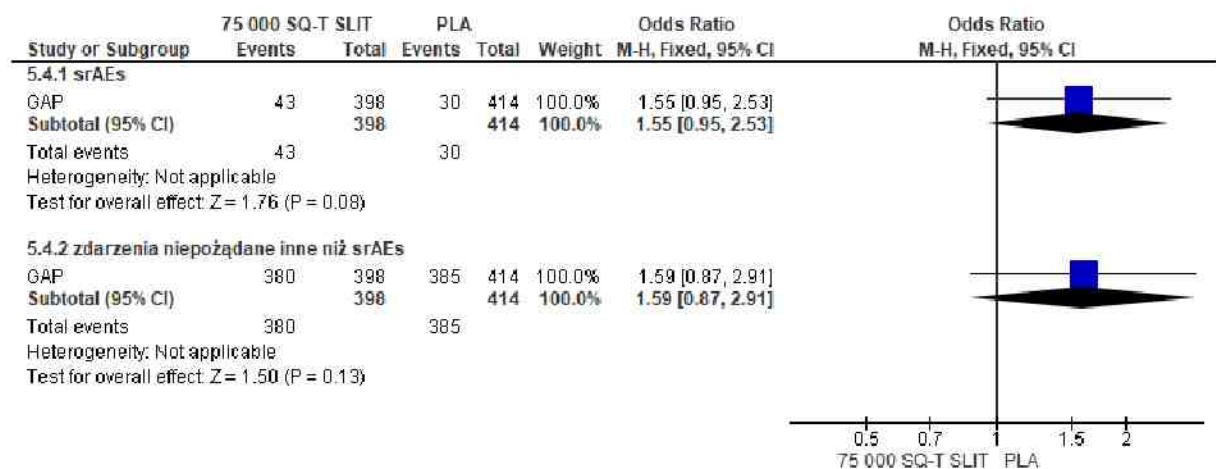 75 000 SQ-T SLIT PLA Odds Ratio Odds Ratio
Study or Subgroup Events Total Events Total Weight M-H, Fixed, 95% CI M-H, Fixed, 95% CI
5.4.1 srAEs
GAP 43 398 30 414 100.0% 1.55 [0.95, 2.53]
Subtotal (95% CI) 398 414 100.0% 1.55 [0.95, 2.53]
Total events 43 30
Heterogeneity: Not applicable
Test for overall effect: Z = 1.76 (P = 0.08)
5.4.2 zdarzenia niepożądane inne niż srAEs
GAP 380 398 385 414 100.0% 1.59 [0.87, 2.91]
Subtotal (95% CI) 398 414 100.0% 1.59 [0.87, 2.91]
Total events 380 385
Heterogeneity: Not applicable
Test for overall effect: Z = 1.50 (P = 0.13)
0.5 0.7 1 1.5 2
75 000 SQ-T SLIT PLA